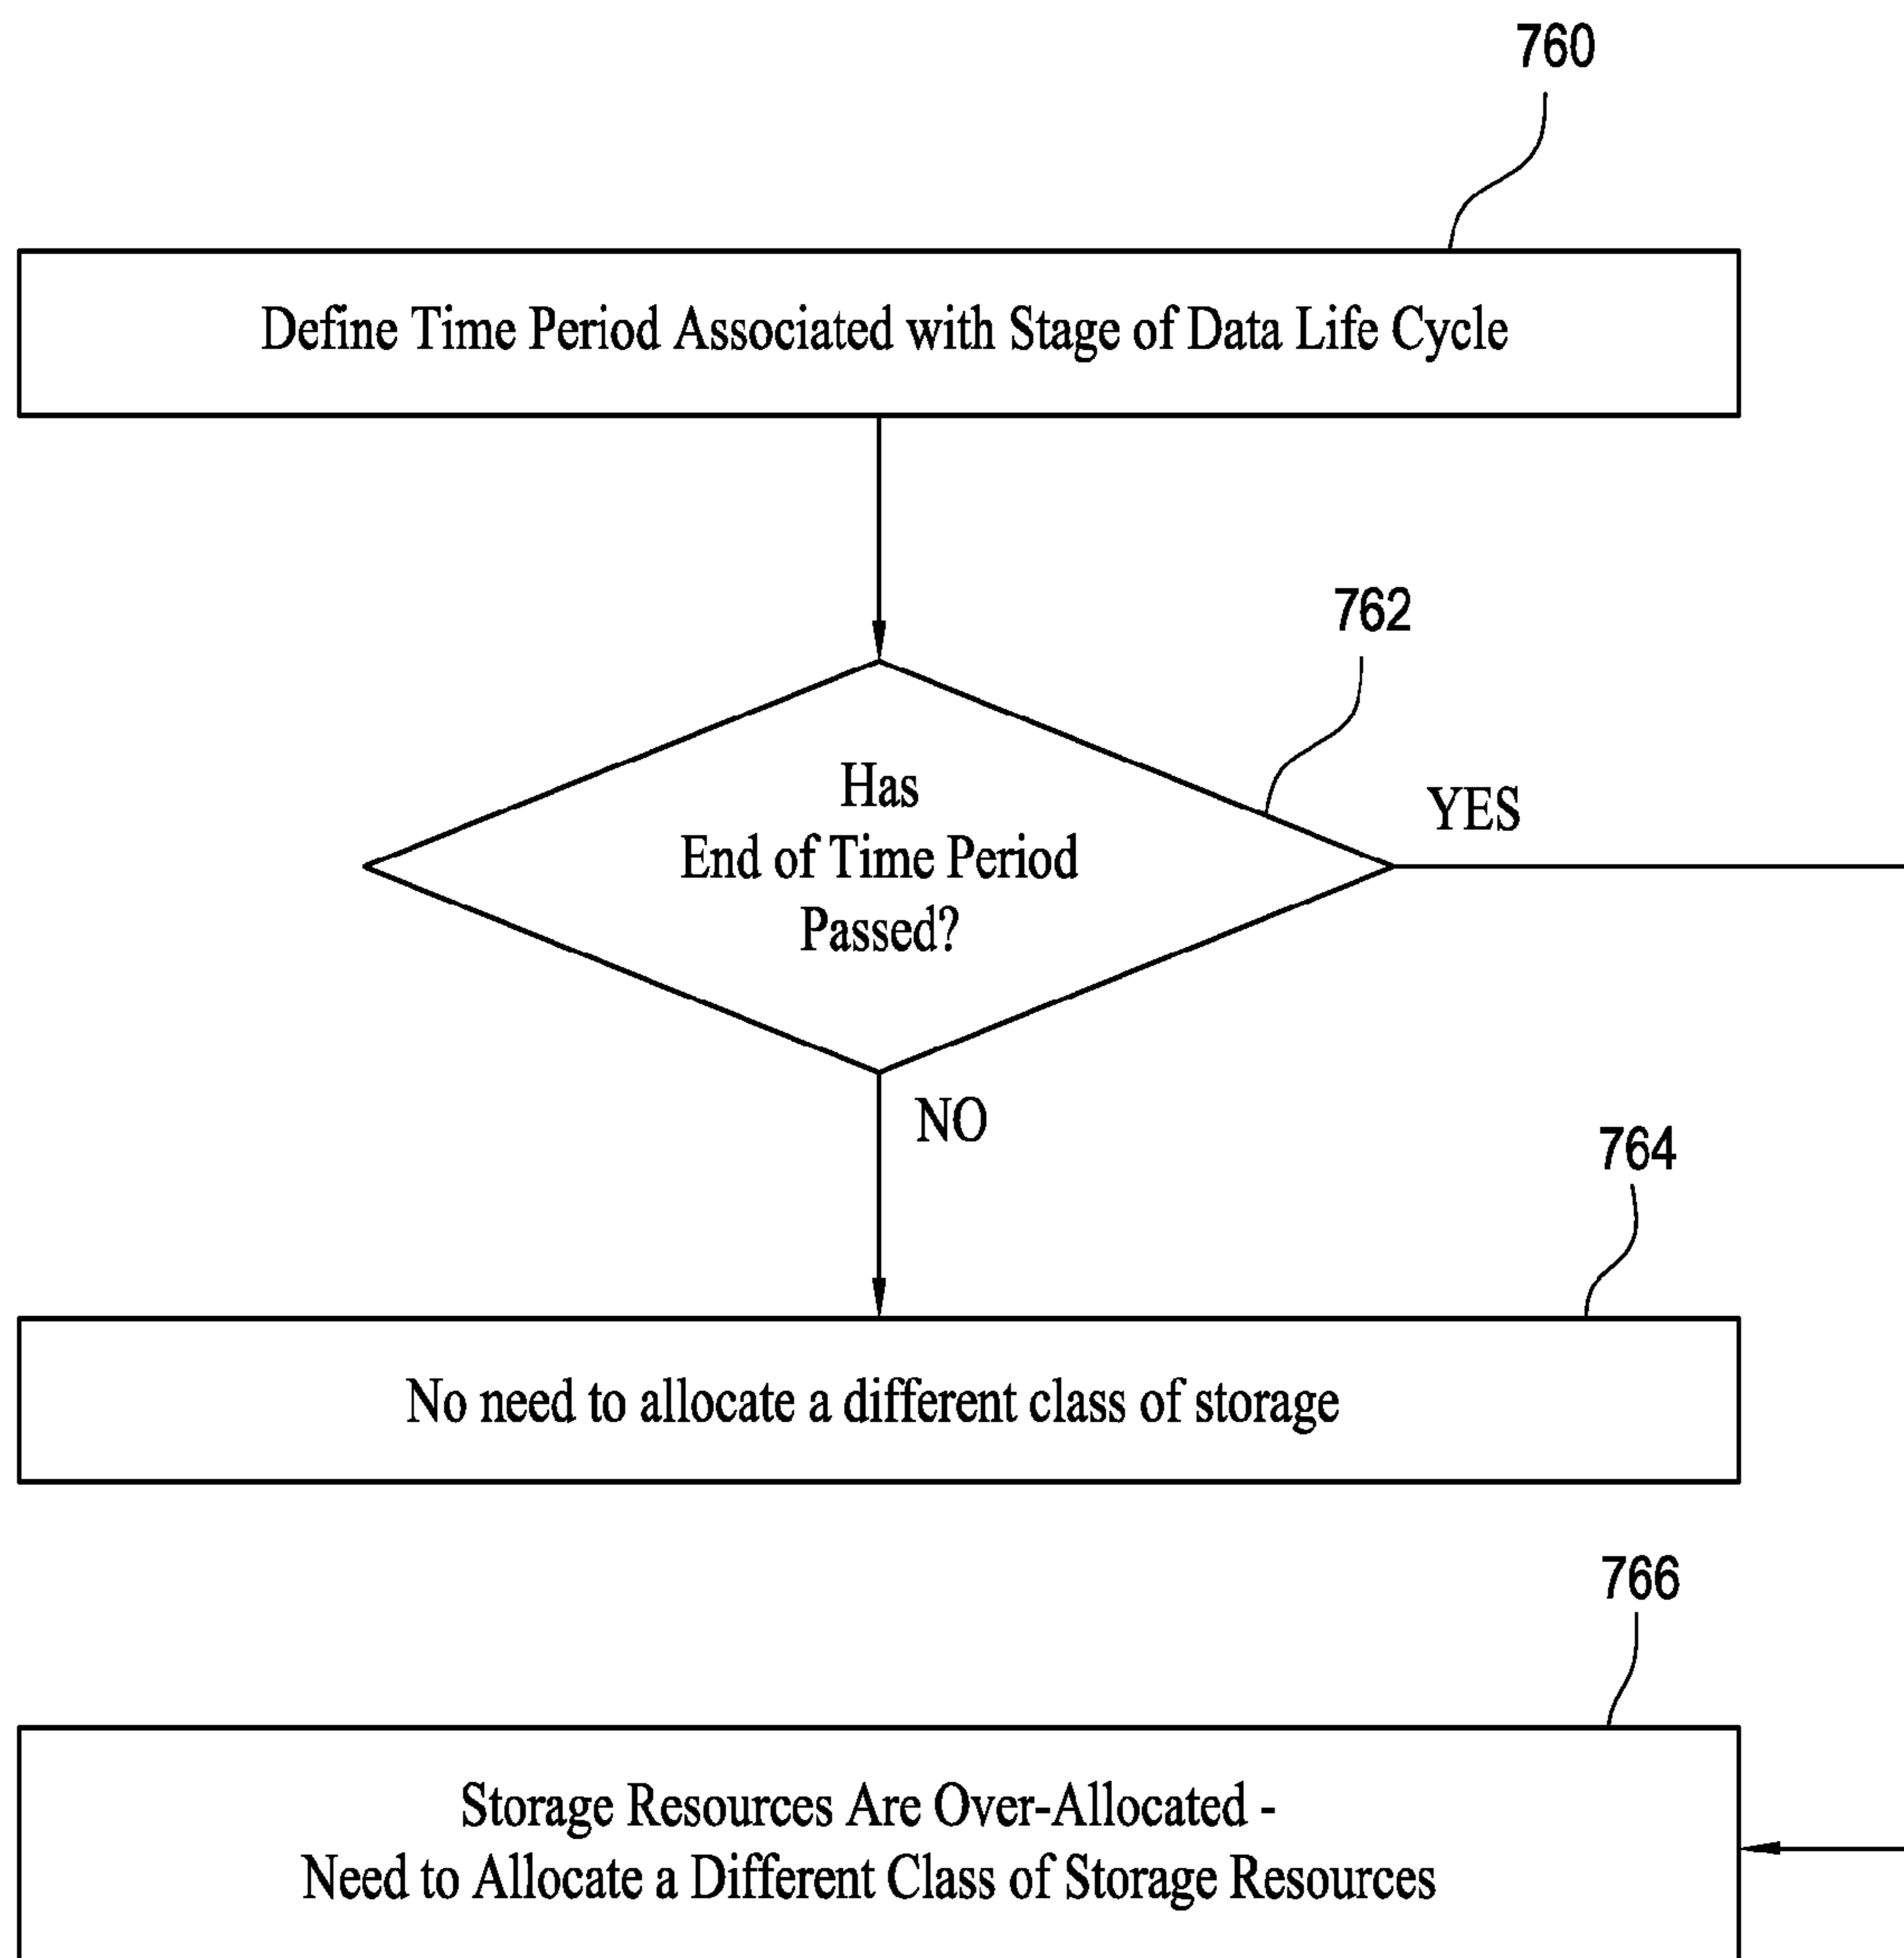 760
Define Time Period Associated with Stage of Data Life Cycle
762
Has
End of Time Period
Passed?
YES
NO
764
No need to allocate a different class of storage
766
Storage Resources Are Over-Allocated -
Need to Allocate a Different Class of Storage Resources